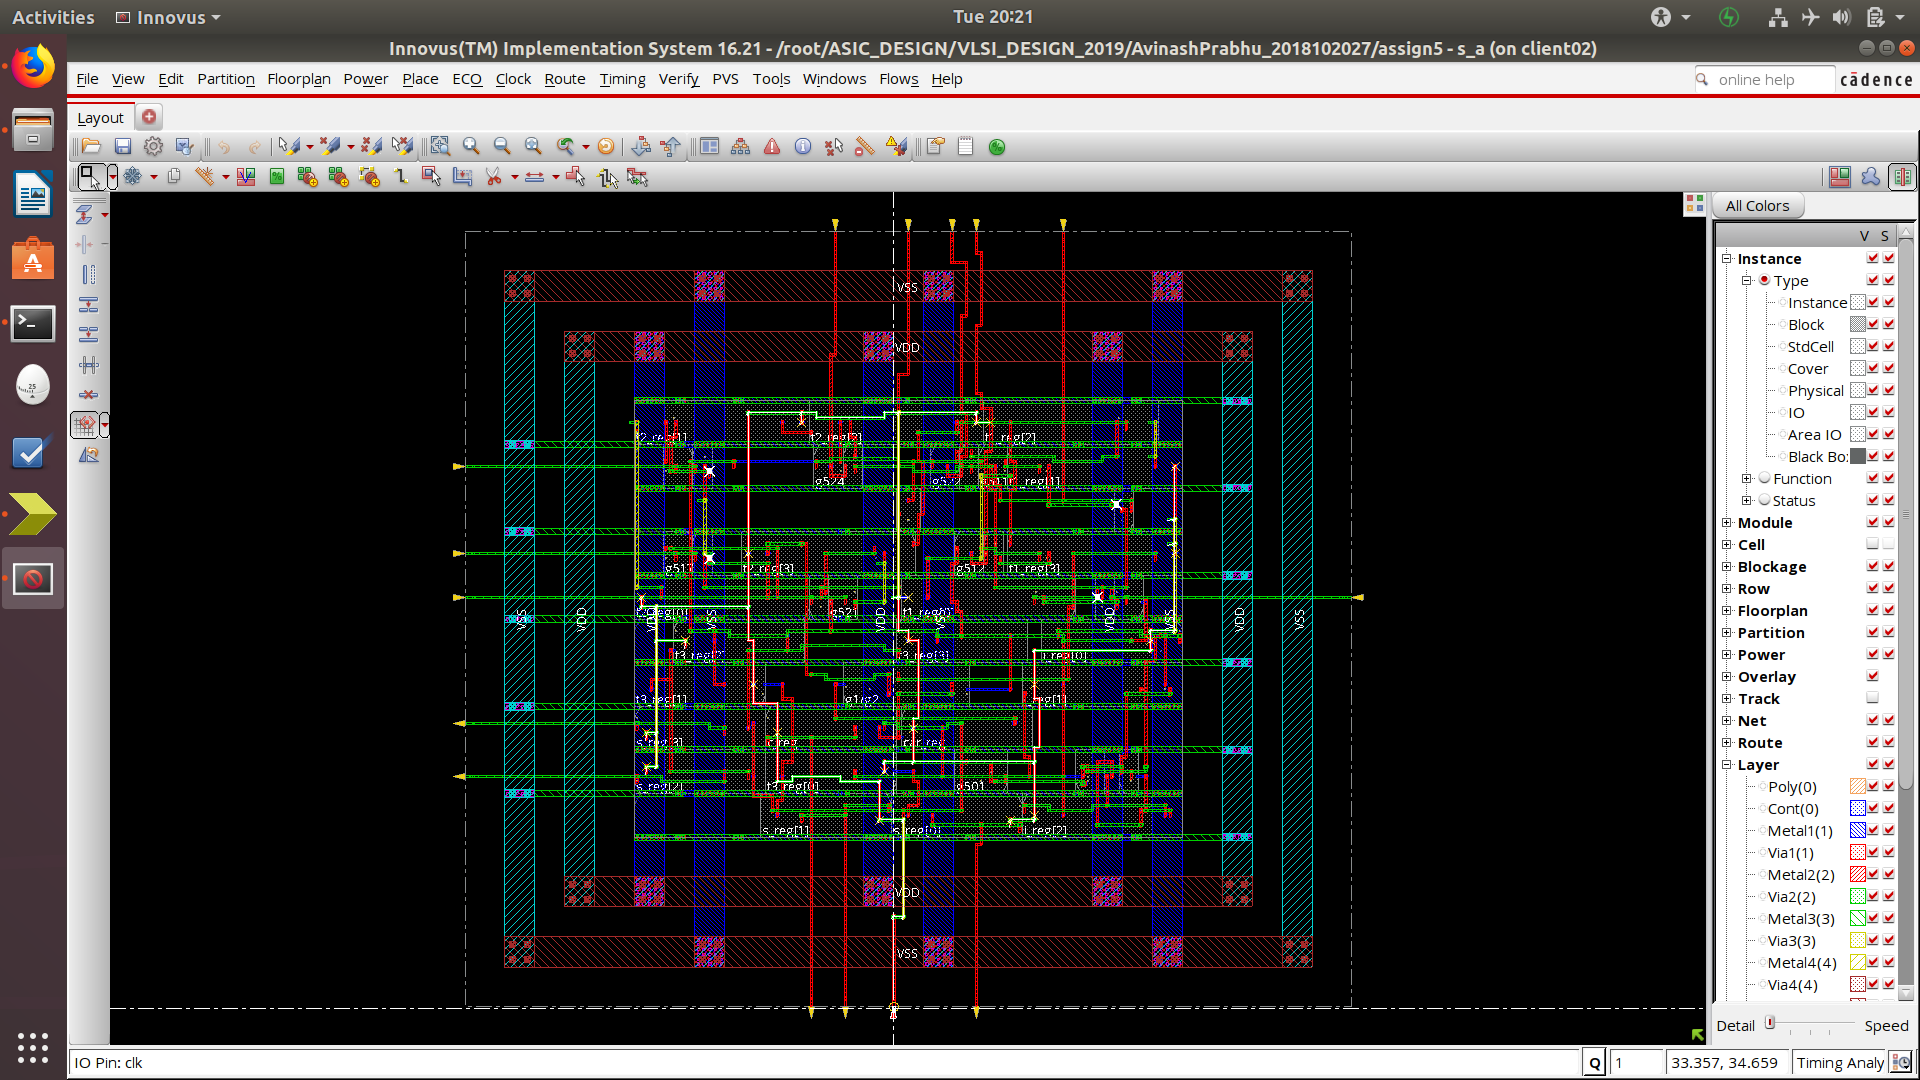 Activities Innovus Tue 20:21
Innovus(TM) Implementation System 16.21 - /root/ASIC_DESIGN/VLSI_DESIGN_2019/AvinashPrabhu_2018102027/assign5 - s_a (on client02)
File View Edit Partition Floorplan Power Place ECO Clock Route Timing Verify PVS Tools Windows Flows Help
online help cādence
Layout
All Colors
V S
Instance
Type
Instance
Block
StdCell
Cover
Physical
IO
Area IO
Black Bo:
Function
Status
Module
Cell
Blockage
Row
Floorplan
Partition
Power
Overlay
Track
Net
Route
Layer
Poly(0)
Cont(0)
Metal1(1)
Via1(1)
Metal2(2)
Via2(2)
Metal3(3)
Via3(3)
Metal4(4)
Via4(4)
Detail Speed
VSS
VDD
t2_reg[1] t2_reg[2] t1_reg[2]
g524 g522 t1_reg[1]
g517 t2_reg[3] g512 t1_reg[3]
g521 t1_reg[0]
VSS VDD VSS VDD VDD VSS VDD VSS
t3_reg[2] t3_reg[3] i_reg[0]
t3_reg[1] g1/g2 i_reg[1]
s_reg[3]
s_reg[2] t3_reg[0] g501
s_reg[1] s_reg[0] i_reg[2]
VDD
VSS
IO Pin: clk Q 1 33.357, 34.659 Timing Analy